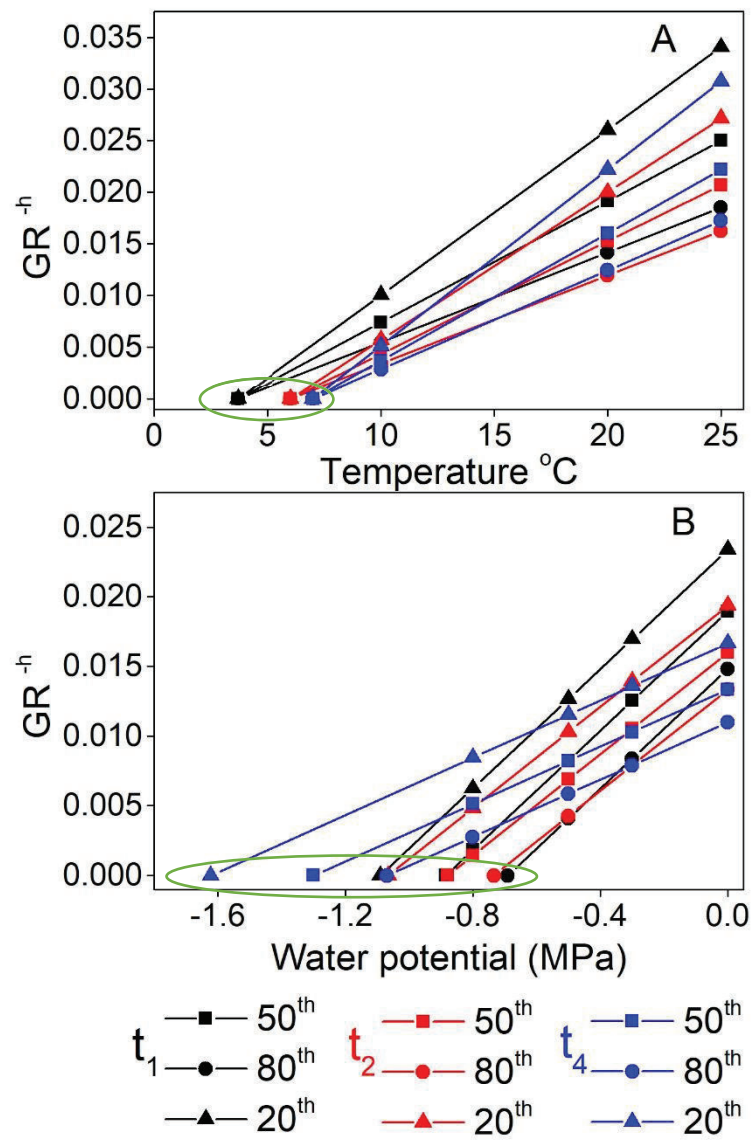 A
0.035
0.030
0.025
0.020
0.015
0.010
0.005
0.000
GR -h
0 5 10 15 20 25
Temperature oC
B
0.025
0.020
0.015
0.010
0.005
0.000
GR -h
-1.6 -1.2 -0.8 -0.4 0.0
Water potential (MPa)
50th 50th 50th
t1 80th t2 80th t4 80th
20th 20th 20th